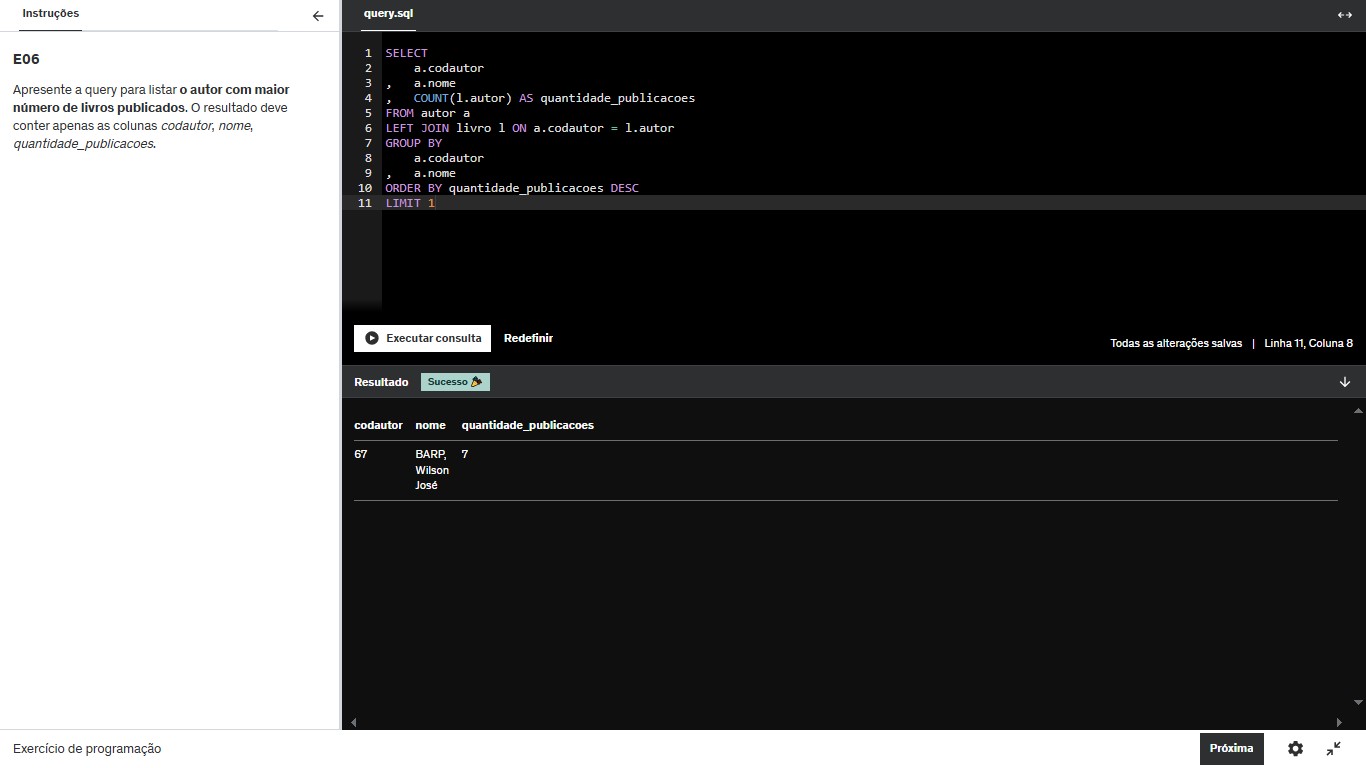 Instruções
E06
Apresente a query para listar o autor com maior
número de livros publicados. O resultado deve
conter apenas as colunas codautor, nome,
quantidade_publicacoes.
query.sql
1 SELECT
2     a.codautor
3 ,   a.nome
4 ,   COUNT(l.autor) AS quantidade_publicacoes
5 FROM autor a
6 LEFT JOIN livro l ON a.codautor = l.autor
7 GROUP BY
8     a.codautor
9 ,   a.nome
10 ORDER BY quantidade_publicacoes DESC
11 LIMIT 1
Executar consulta Redefinir
Todas as alterações salvas | Linha 11, Coluna 8
Resultado Sucesso
codautor nome quantidade_publicacoes
67 BARP, 7
Wilson
José
Exercício de programação
Próxima